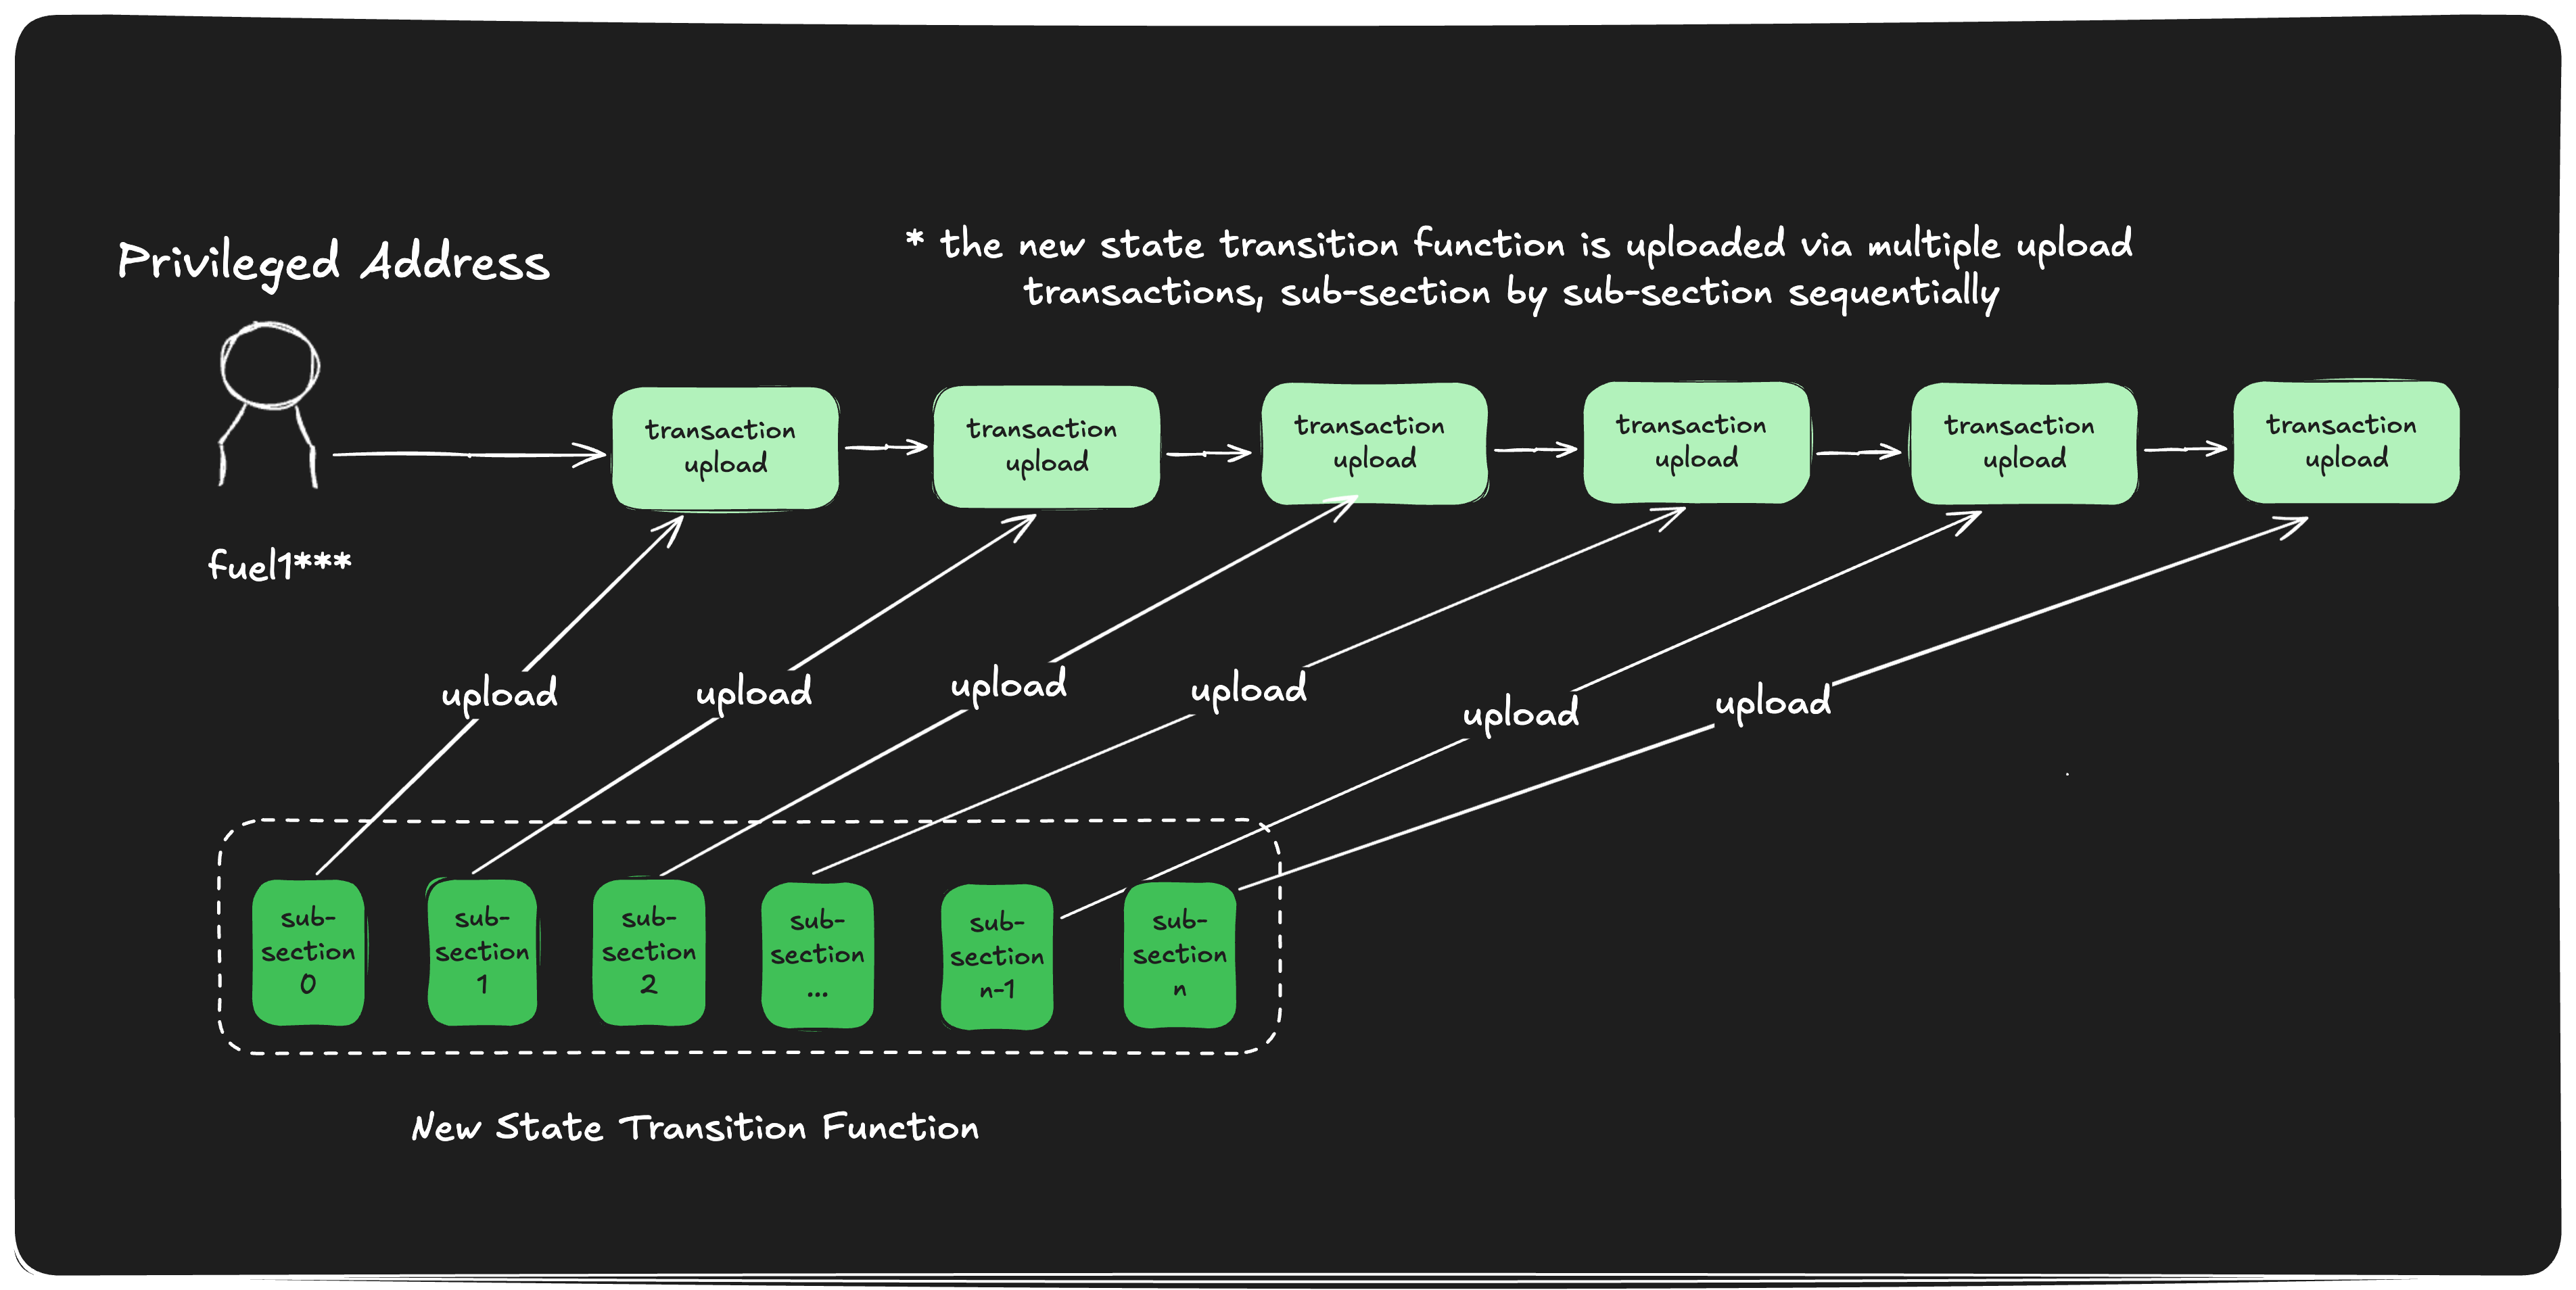 Privileged Address
* the new state transition function is uploaded via multiple upload
transactions, sub-section by sub-section sequentially
transaction
upload
transaction
upload
transaction
upload
transaction
upload
transaction
upload
transaction
upload
fuel1***
upload
upload
upload
upload
upload
upload
sub-
section
0
sub-
section
1
sub-
section
2
sub-
section
...
sub-
section
n-1
sub-
section
n
New State Transition Function